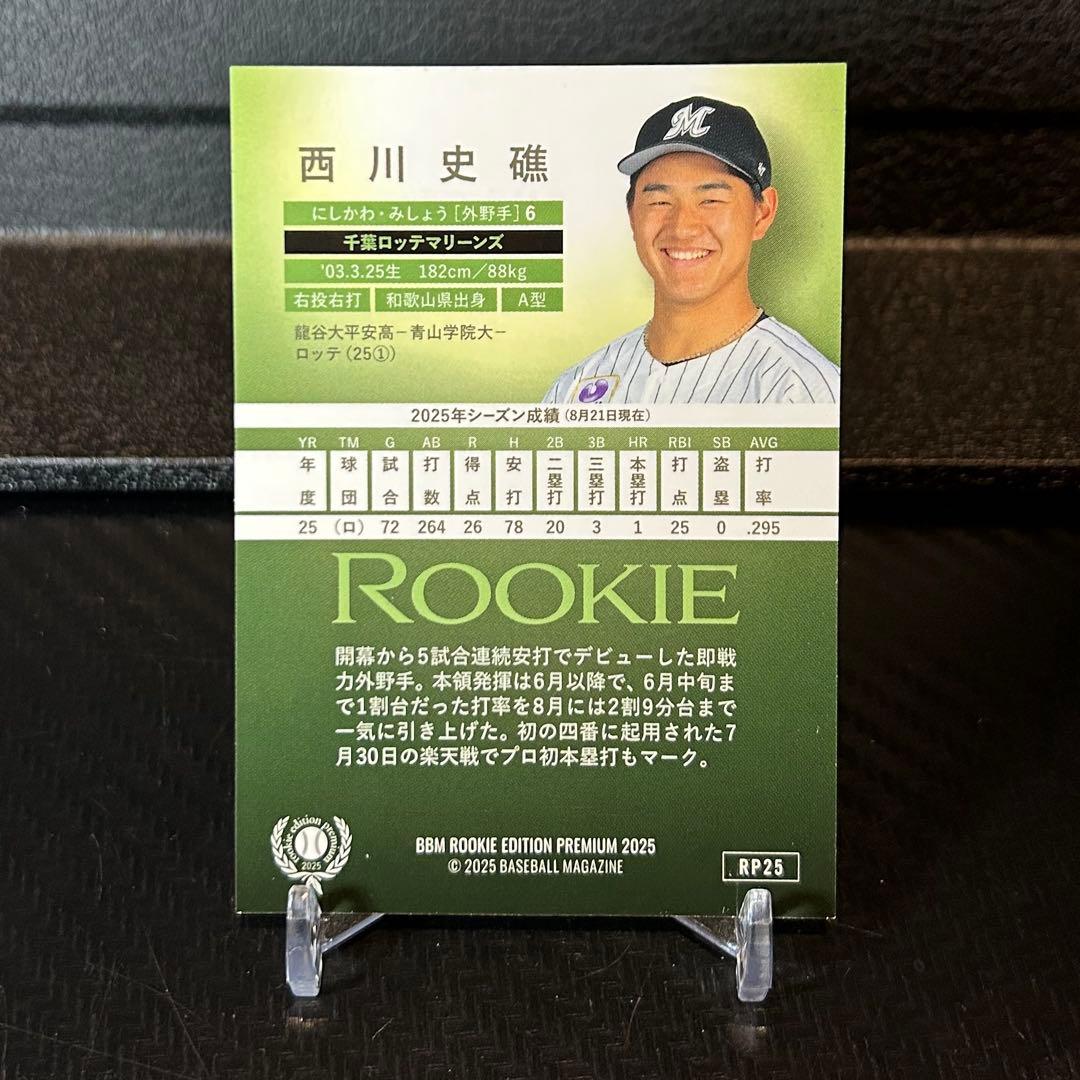 M
西川史礁
にしかわ・みしょう[外野手]6
千葉ロッテマリーンズ
'03.3.25生 182cm／88kg
右投右打 和歌山県出身 A型
龍谷大平安高－青山学院大－
ロッテ(25①)
2025年シーズン成績(8月21日現在)
YR TM G AB R H 2B 3B HR RBI SB AVG
年度 球団 試合 打数 得点 安打 二塁打 三塁打 本塁打 打点 盗塁 打率
25 (ロ) 72 264 26 78 20 3 1 25 0 .295
ROOKIE
開幕から5試合連続安打でデビューした即戦
力外野手。本領発揮は6月以降で、6月中旬ま
で1割台だった打率を8月には2割9分台まで
一気に引き上げた。初の四番に起用された7
月30日の楽天戦でプロ初本塁打もマーク。
rookie edition premium
2025
BBM ROOKIE EDITION PREMIUM 2025
© 2025 BASEBALL MAGAZINE
RP25